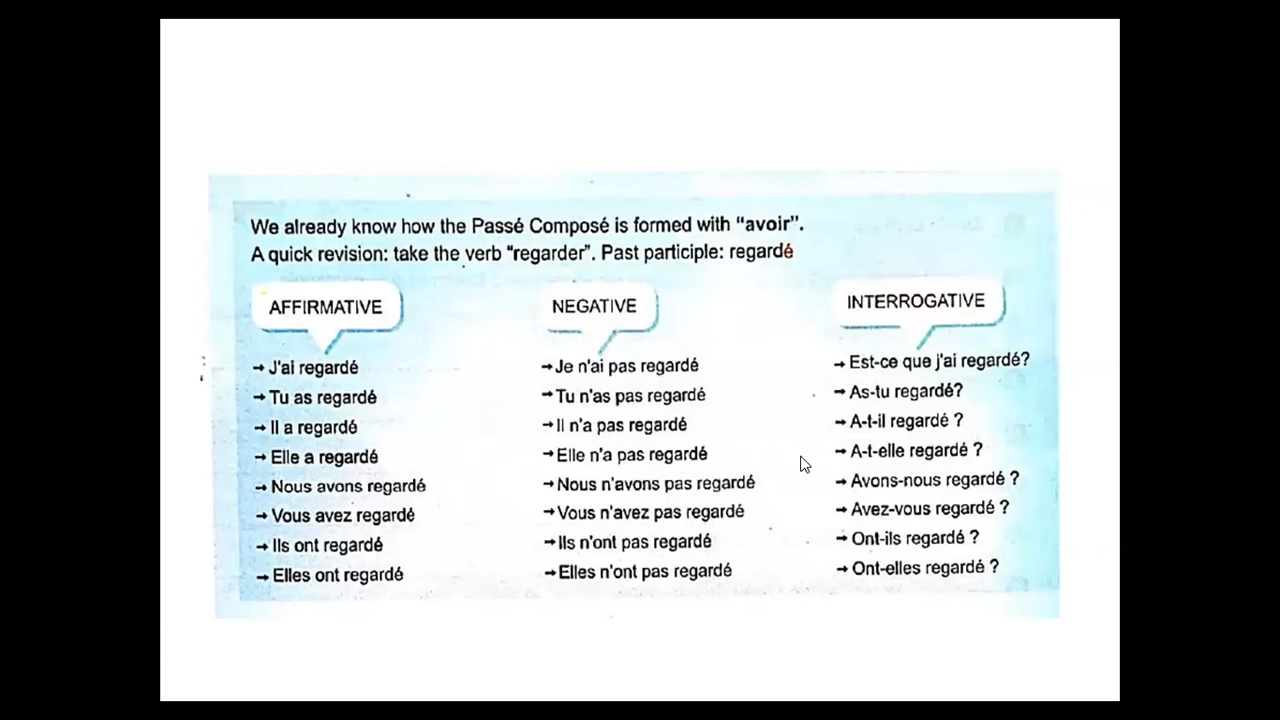 We already know how the Passé Composé is formed with “avoir”.
A quick revision: take the verb “regarder”. Past participle: regardé
AFFIRMATIVE
→ J'ai regardé
→ Tu as regardé
→ Il a regardé
→ Elle a regardé
→ Nous avons regardé
→ Vous avez regardé
→ Ils ont regardé
→ Elles ont regardé
NEGATIVE
→ Je n'ai pas regardé
→ Tu n'as pas regardé
→ Il n'a pas regardé
→ Elle n'a pas regardé
→ Nous n'avons pas regardé
→ Vous n'avez pas regardé
→ Ils n'ont pas regardé
→ Elles n'ont pas regardé
INTERROGATIVE
→ Est-ce que j'ai regardé?
→ As-tu regardé?
→ A-t-il regardé ?
→ A-t-elle regardé ?
→ Avons-nous regardé ?
→ Avez-vous regardé ?
→ Ont-ils regardé ?
→ Ont-elles regardé ?